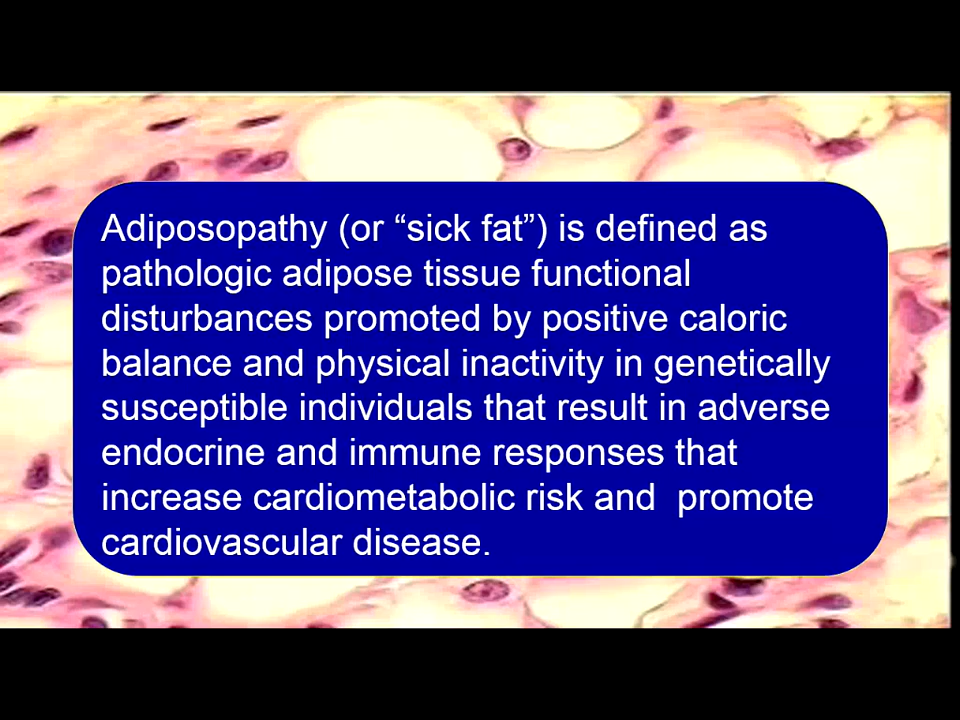 Adiposopathy (or “sick fat”) is defined as
pathologic adipose tissue functional
disturbances promoted by positive caloric
balance and physical inactivity in genetically
susceptible individuals that result in adverse
endocrine and immune responses that
increase cardiometabolic risk and  promote
cardiovascular disease.